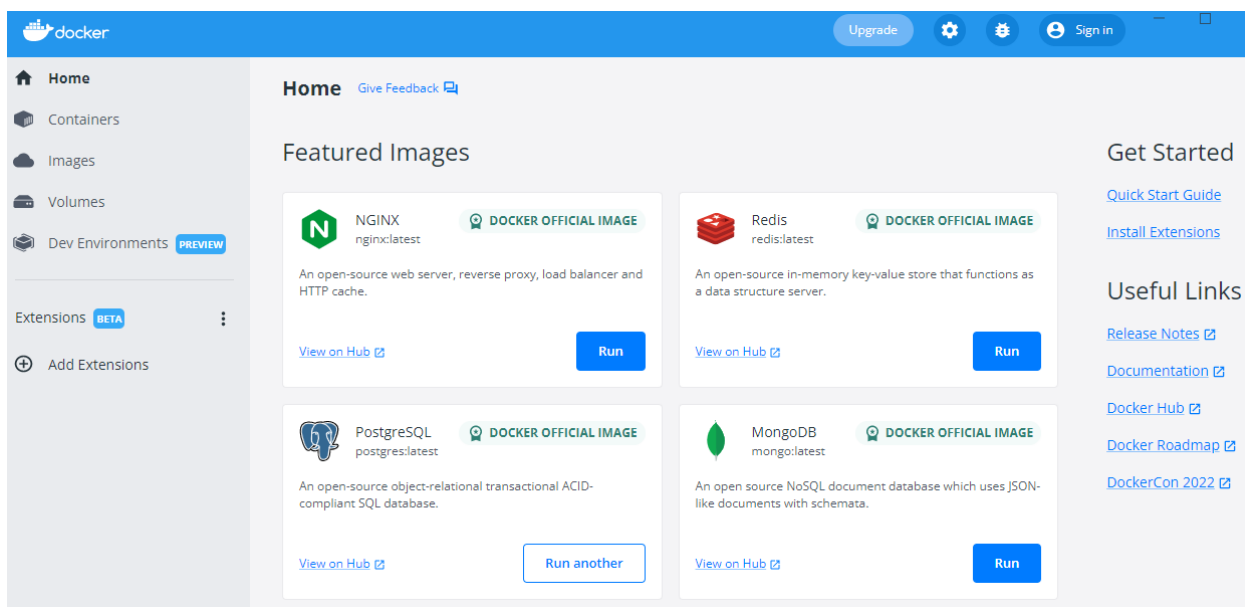 docker
Upgrade
Sign in
Home
Containers
Images
Volumes
Dev Environments PREVIEW
Extensions BETA
Add Extensions
Home Give Feedback
Featured Images
NGINX
nginx:latest
DOCKER OFFICIAL IMAGE
An open-source web server, reverse proxy, load balancer and
HTTP cache.
View on Hub
Run
Redis
redis:latest
DOCKER OFFICIAL IMAGE
An open-source in-memory key-value store that functions as
a data structure server.
View on Hub
Run
PostgreSQL
postgres:latest
DOCKER OFFICIAL IMAGE
An open-source object-relational transactional ACID-
compliant SQL database.
View on Hub
Run another
MongoDB
mongo:latest
DOCKER OFFICIAL IMAGE
An open source NoSQL document database which uses JSON-
like documents with schemata.
View on Hub
Run
Get Started
Quick Start Guide
Install Extensions
Useful Links
Release Notes
Documentation
Docker Hub
Docker Roadmap
DockerCon 2022